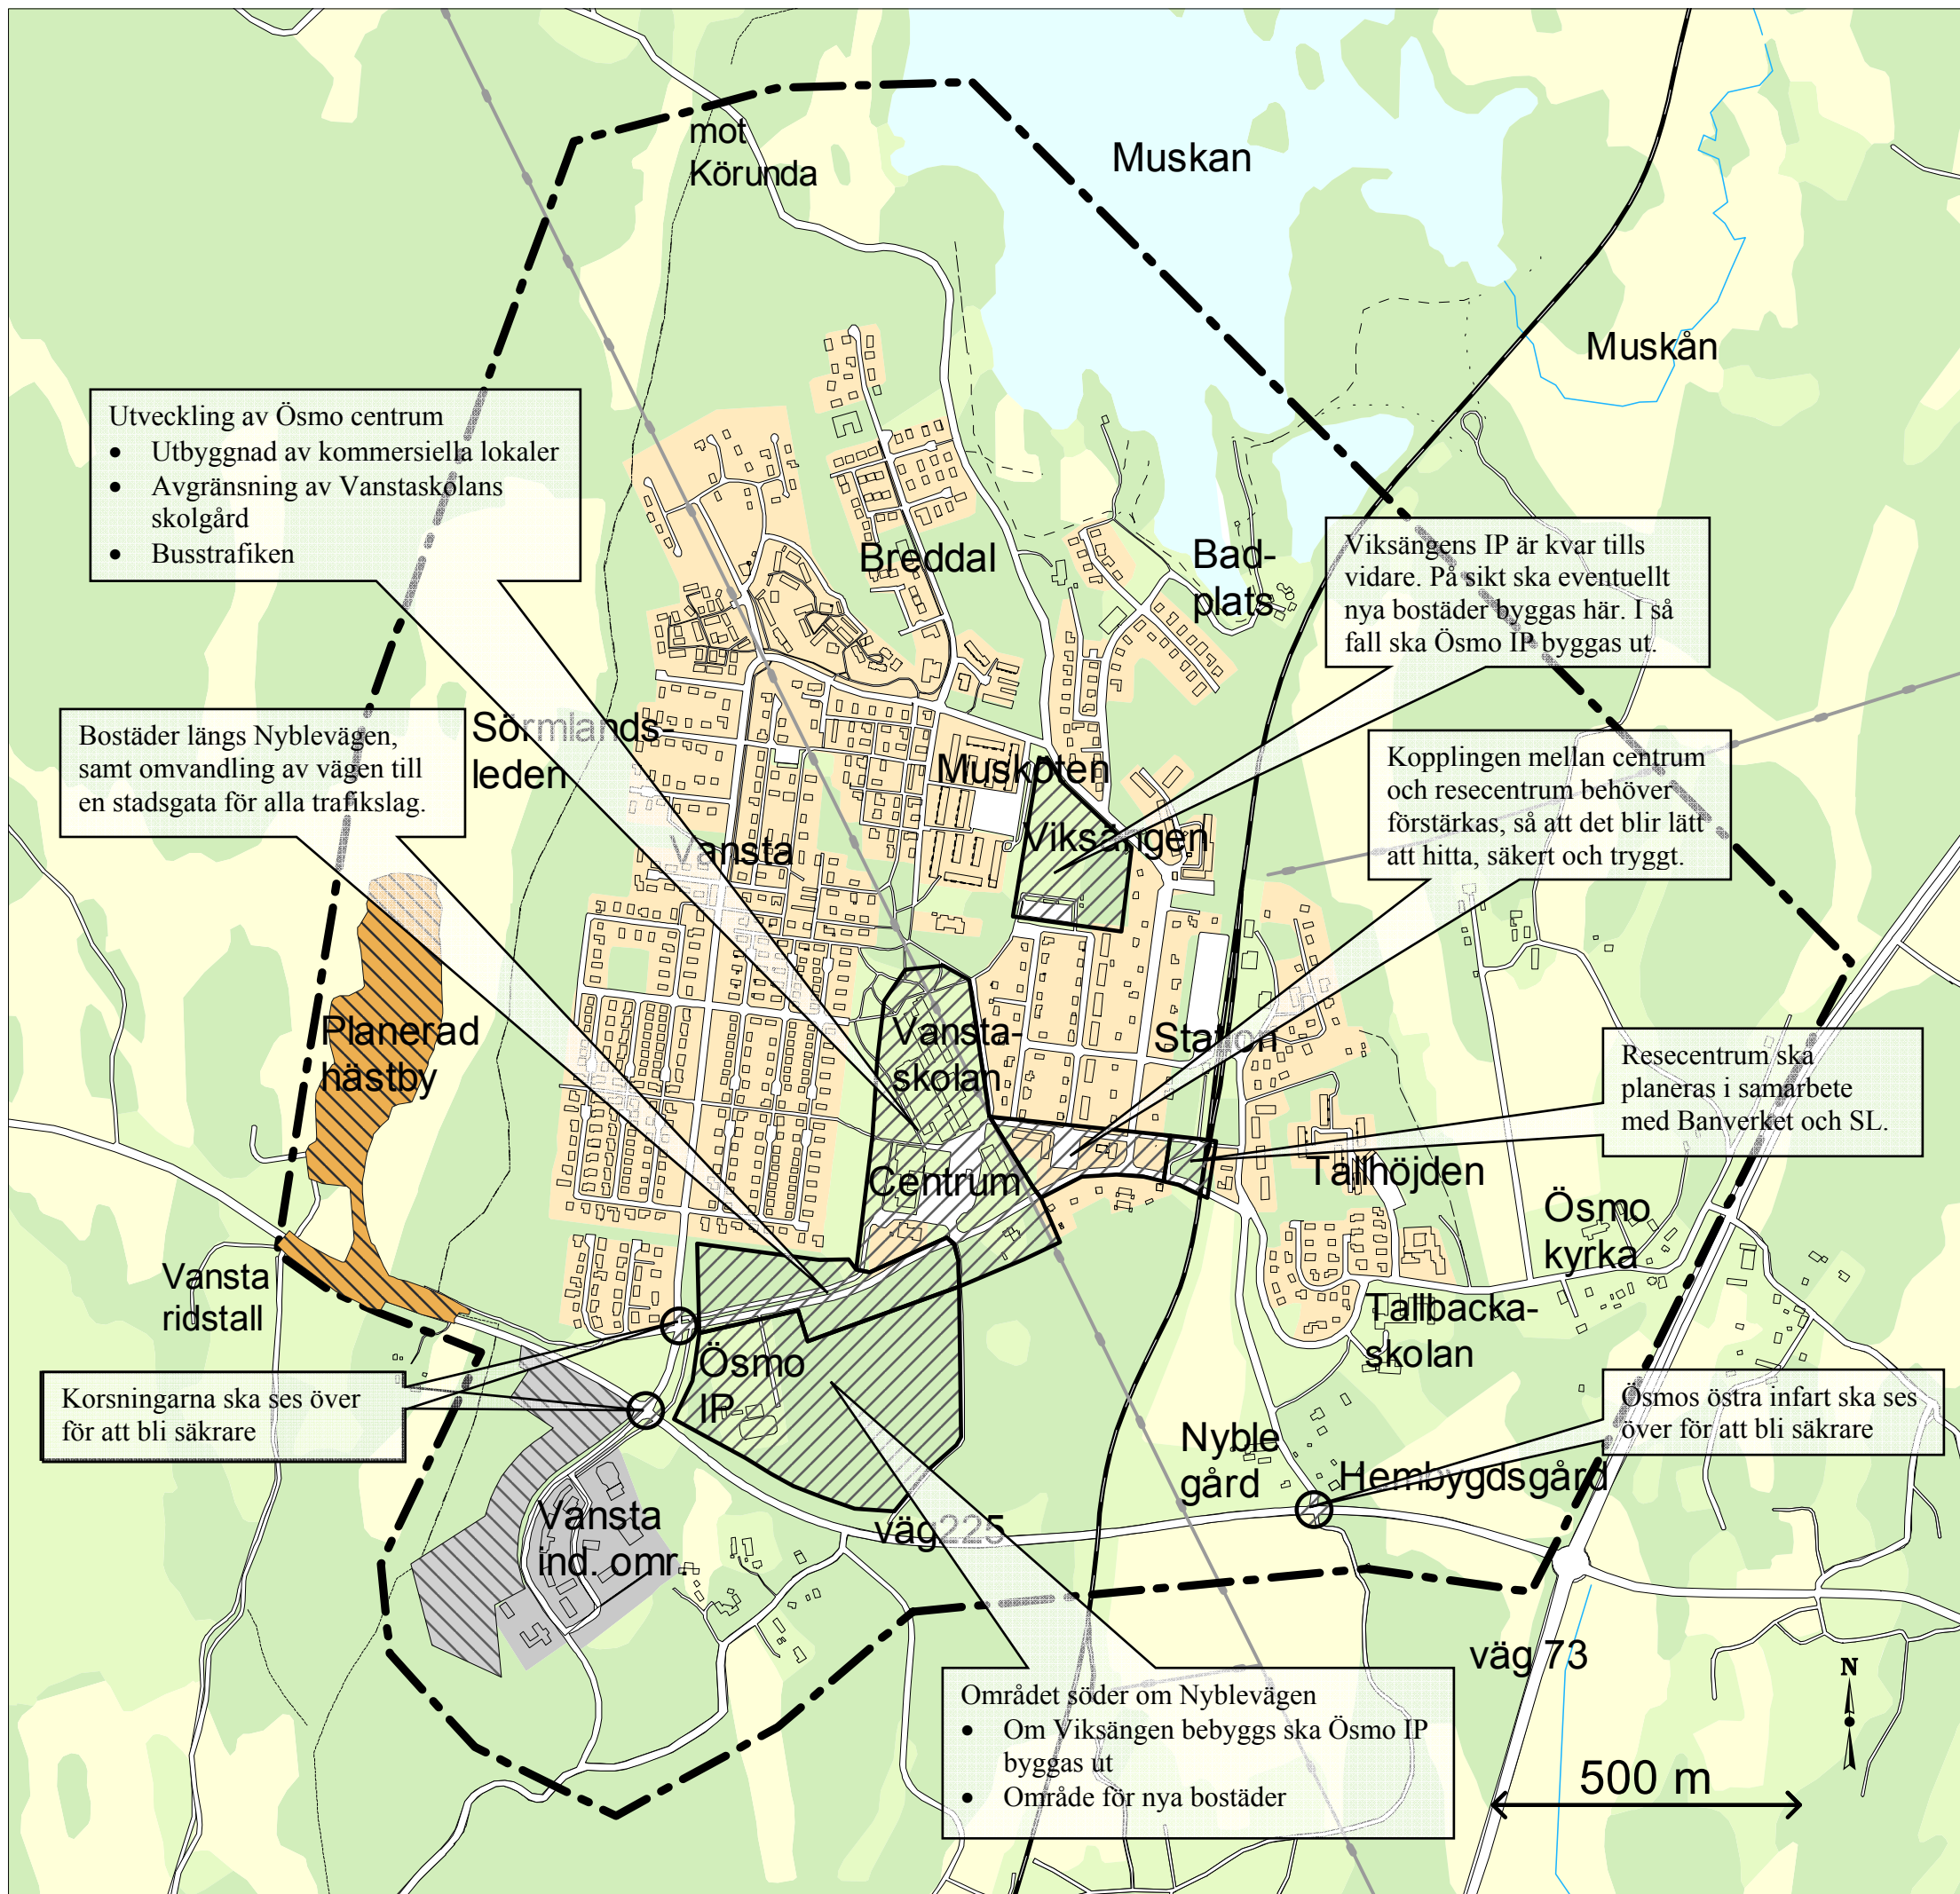 mot
Körunda
Muskan
Muskån
Utveckling av Ösmo centrum
• Utbyggnad av kommersiella lokaler
• Avgränsning av Vanstaskolans
skolgård
• Busstrafiken
Breddal
Bad-
plats
Viksängens IP är kvar tills
vidare. På sikt ska eventuellt
nya bostäder byggas här. I så
fall ska Ösmo IP byggas ut.
Bostäder längs Nyblevägen,
samt omvandling av vägen till
en stadsgata för alla trafikslag.
Sörmlands-
leden
Muskoten
Viksängen
Vansta
Kopplingen mellan centrum
och resecentrum behöver
förstärkas, så att det blir lätt
att hitta, säkert och tryggt.
Planerad
hästby
Vansta-
skolan
Station
Resecentrum ska
planeras i samarbete
med Banverket och SL.
Centrum
Tallhöjden
Ösmo
kyrka
Vansta
ridstall
Tallbacka-
skolan
Ösmo
IP
Korsningarna ska ses över
för att bli säkrare
Ösmos östra infart ska ses
över för att bli säkrare
Nyble
gård
Hembygdsgård
Vansta
ind. omr.
väg 225
väg 73
Området söder om Nyblevägen
• Om Viksängen bebyggs ska Ösmo IP
byggas ut
• Område för nya bostäder
N
500 m